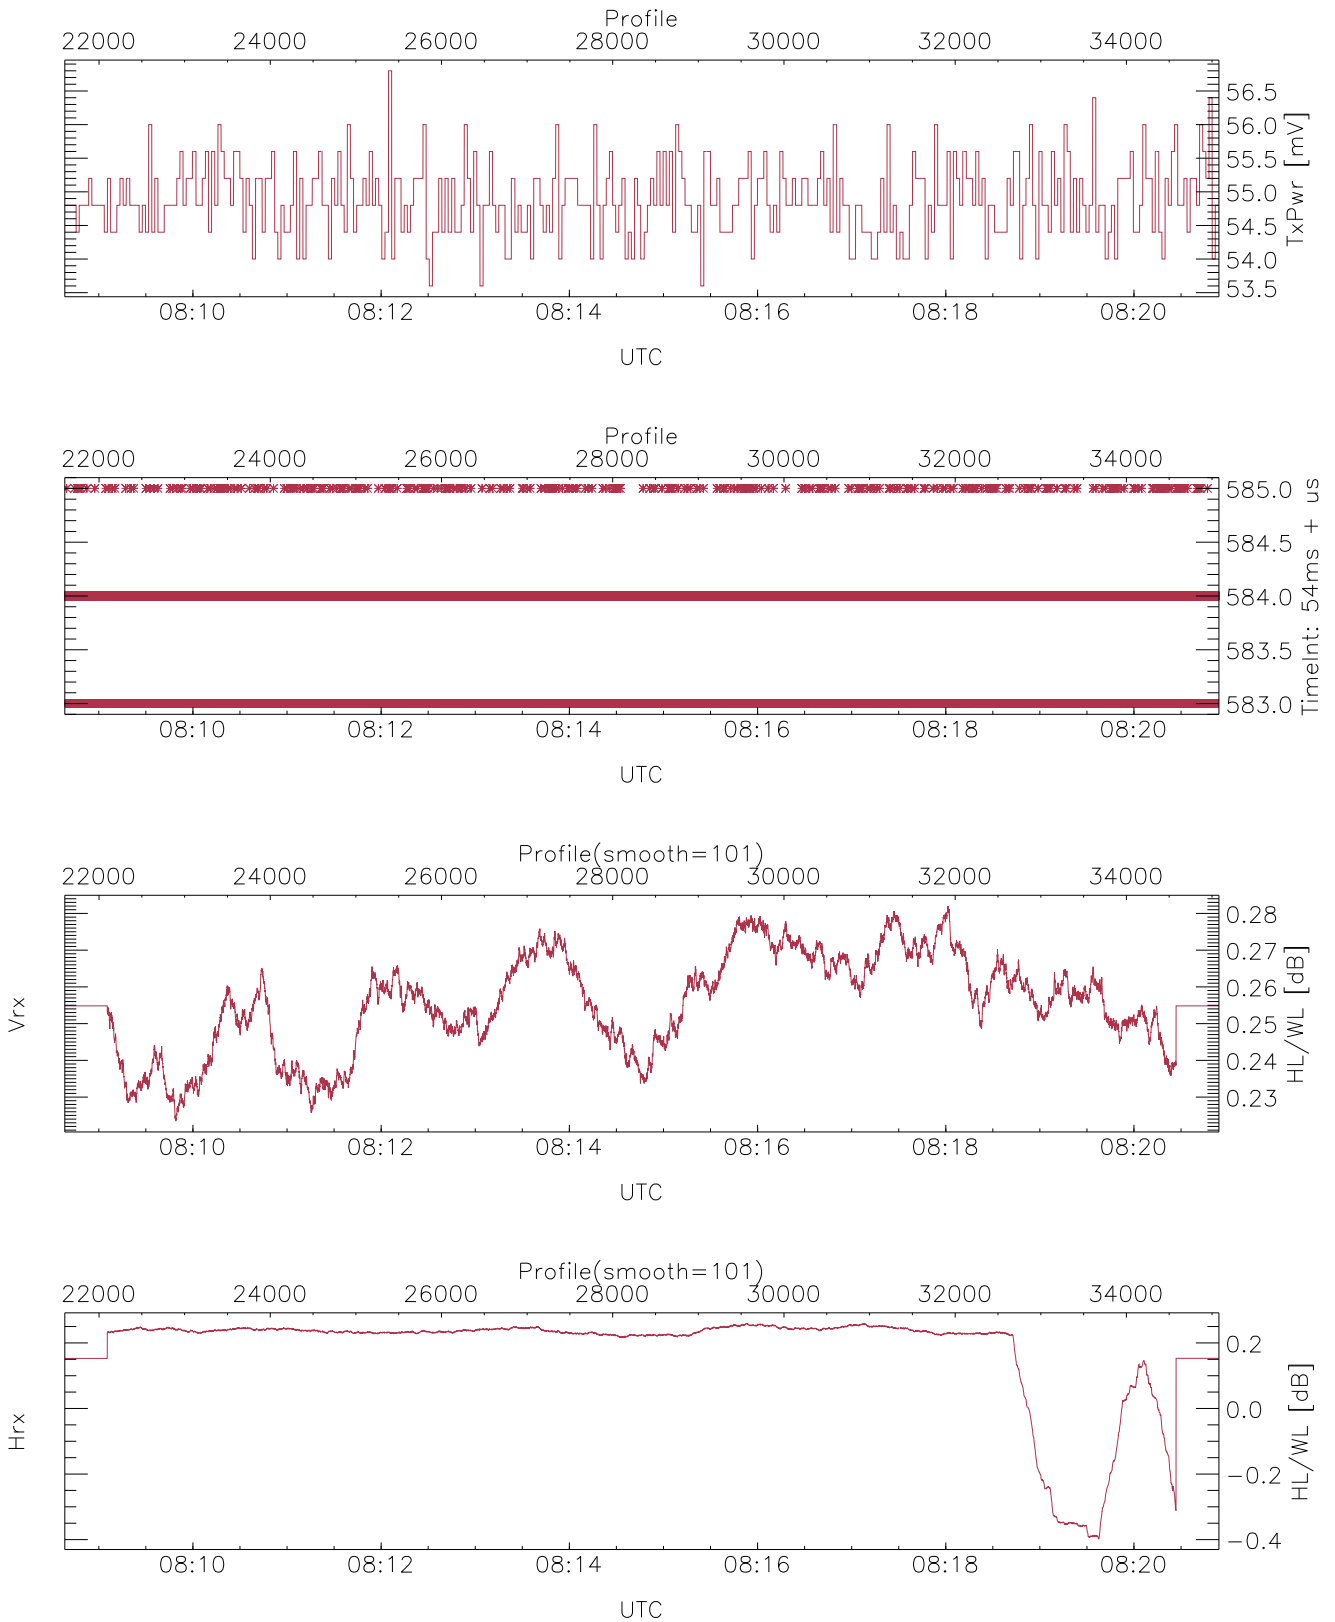 Profile
22000 24000 26000 28000 30000 32000 34000
56.5
56.0
55.5
55.0
54.5
54.0
53.5
TxPwr [mV]
08:10 08:12 08:14 08:16 08:18 08:20
UTC
Profile
22000 24000 26000 28000 30000 32000 34000
585.0
584.5
584.0
583.5
583.0
TimeInt: 54ms + us
08:10 08:12 08:14 08:16 08:18 08:20
UTC
Profile(smooth=101)
22000 24000 26000 28000 30000 32000 34000
Vrx
0.28
0.27
0.26
0.25
0.24
0.23
HL/WL [dB]
08:10 08:12 08:14 08:16 08:18 08:20
UTC
Profile(smooth=101)
22000 24000 26000 28000 30000 32000 34000
Hrx
0.2
0.0
-0.2
-0.4
HL/WL [dB]
08:10 08:12 08:14 08:16 08:18 08:20
UTC